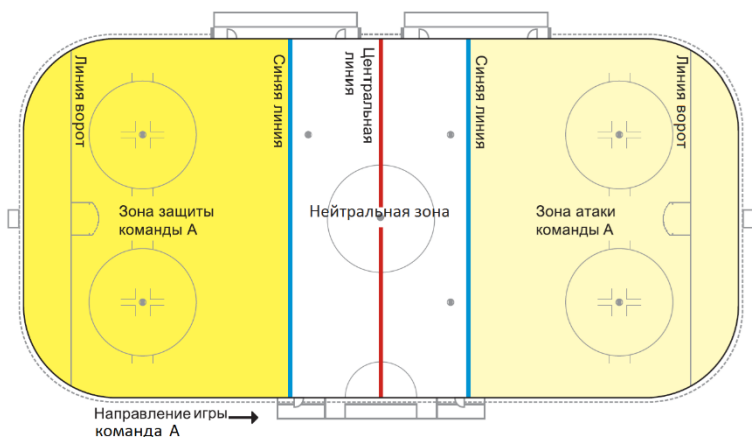 Линия ворот
Синяя линия
Центральная
линия
Синяя линия
Линия ворот
Зона защиты
команды А
Нейтральная зона
Зона атаки
команды А
Направление игры
команда А